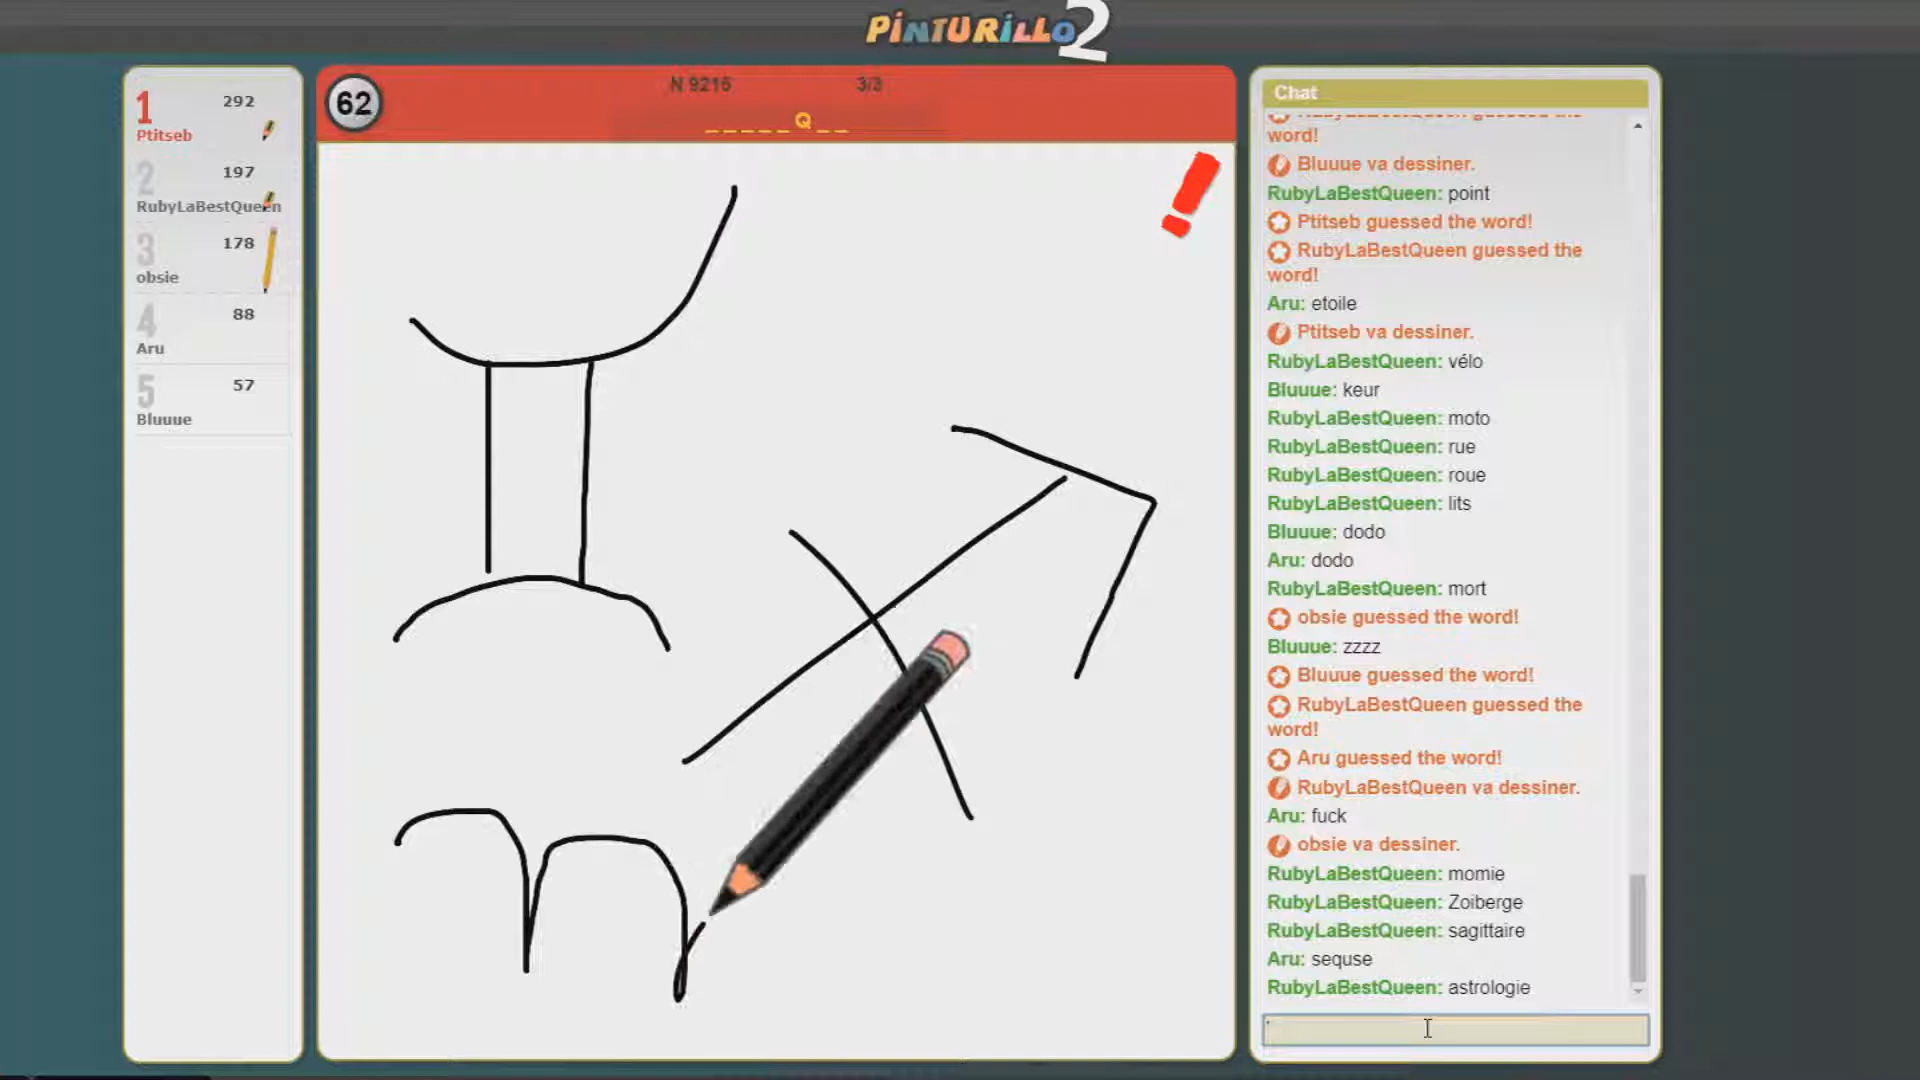 PINTURILLO 2
1 292
Ptitseb
2 197
RubyLaBestQueen
3 178
obsie
4 88
Aru
5 57
Bluuue
62
N 9215 3/3
_ _ _ _ _ Q _ _
Chat
RubyLaBestQueen guessed the
word!
Bluuue va dessiner.
RubyLaBestQueen: point
Ptitseb guessed the word!
RubyLaBestQueen guessed the
word!
Aru: etoile
Ptitseb va dessiner.
RubyLaBestQueen: vélo
Bluuue: keur
RubyLaBestQueen: moto
RubyLaBestQueen: rue
RubyLaBestQueen: roue
RubyLaBestQueen: lits
Bluuue: dodo
Aru: dodo
RubyLaBestQueen: mort
obsie guessed the word!
Bluuue: zzzz
Bluuue guessed the word!
RubyLaBestQueen guessed the
word!
Aru guessed the word!
RubyLaBestQueen va dessiner.
Aru: fuck
obsie va dessiner.
RubyLaBestQueen: momie
RubyLaBestQueen: Zoiberge
RubyLaBestQueen: sagittaire
Aru: sequse
RubyLaBestQueen: astrologie